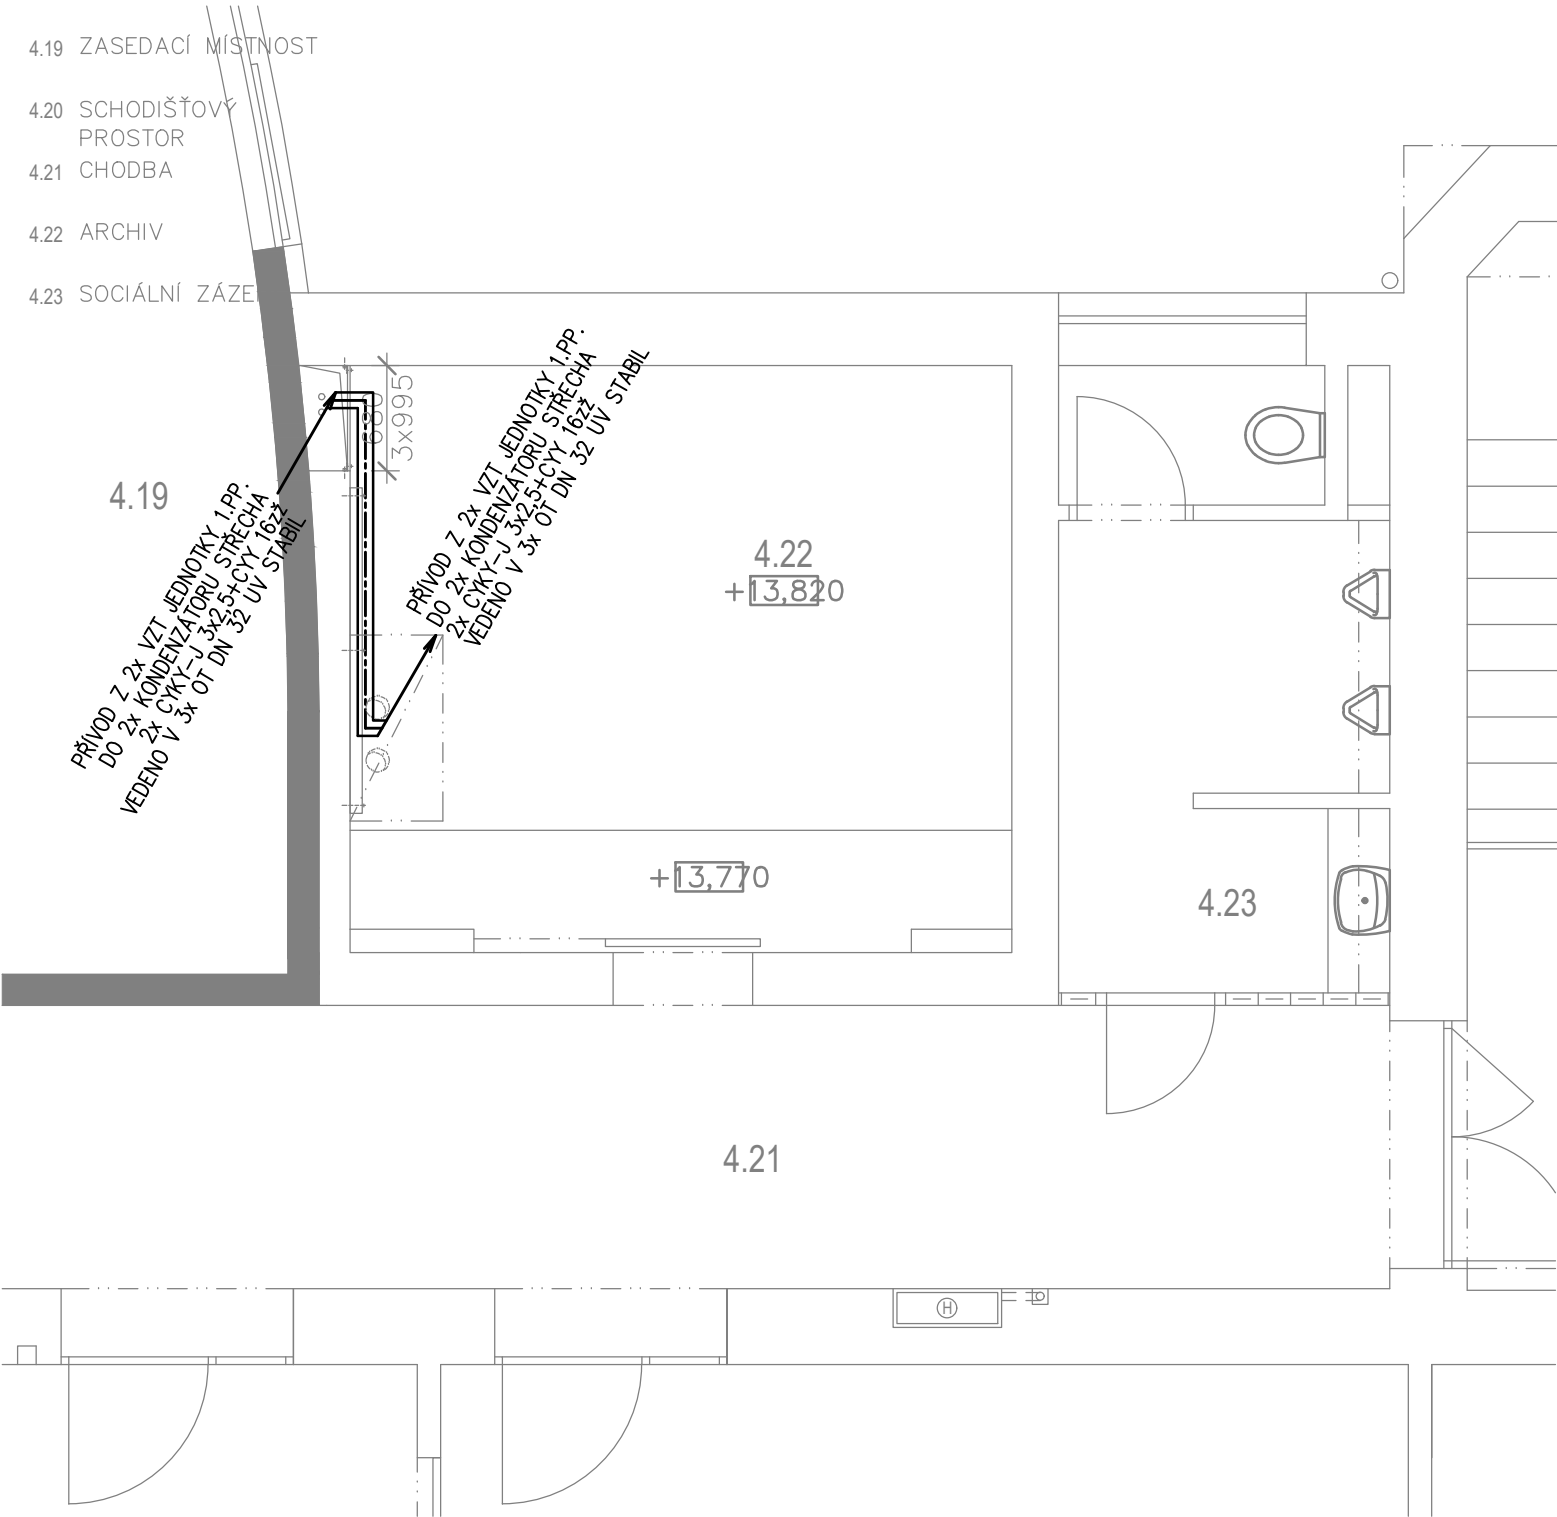 4.19 ZASEDACÍ MÍSTNOST
4.20 SCHODIŠŤOVÝ
PROSTOR
4.21 CHODBA
4.22 ARCHIV
4.23 SOCIÁLNÍ ZÁZE
680
3x995
PŘÍVOD Z 2x VZT JEDNOTKY 1.PP.
DO 2x KONDENZÁTORU STŘECHA
2x CYKY-J 3x2,5+CYY 16zž
VEDENO V 3x OT DN 32 UV STABIL
4.19
PŘÍVOD Z 2x VZT JEDNOTKY 1.PP.
DO 2x KONDENZÁTORU STŘECHA
2x CYKY-J 3x2,5+CYY 16zž
VEDENO V 3x OT DN 32 UV STABIL
4.22
+13,820
+13,770
4.23
4.21
H